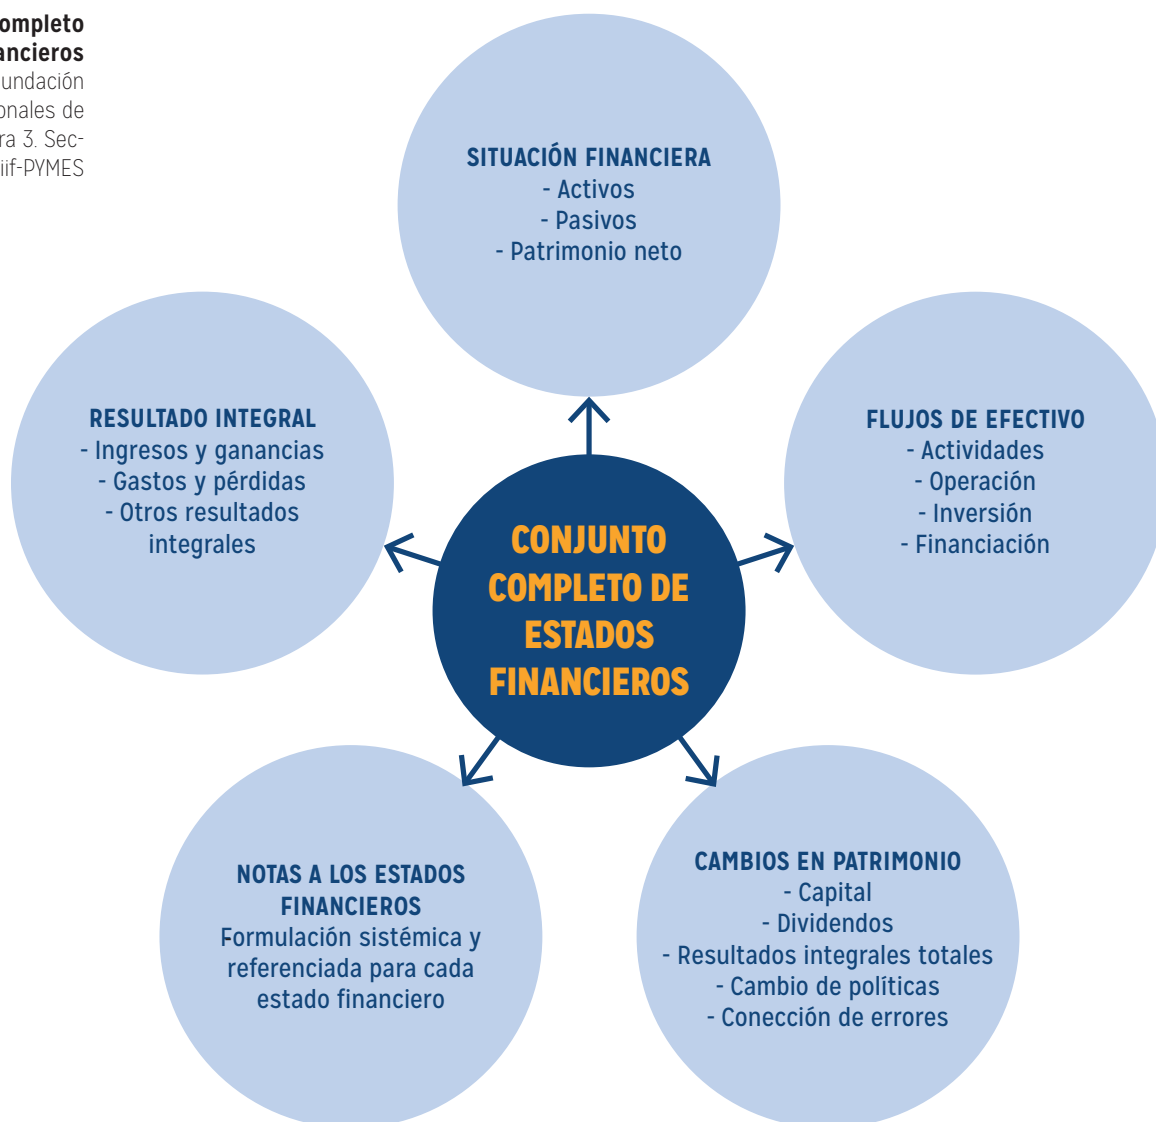 ompleto
ancieros
undación
onales de
ra 3. Sec-
iif-PYMES
SITUACIÓN FINANCIERA
- Activos
- Pasivos
- Patrimonio neto
RESULTADO INTEGRAL
- Ingresos y ganancias
- Gastos y pérdidas
- Otros resultados
integrales
FLUJOS DE EFECTIVO
- Actividades
- Operación
- Inversión
- Financiación
CONJUNTO
COMPLETO DE
ESTADOS
FINANCIEROS
NOTAS A LOS ESTADOS
FINANCIEROS
Formulación sistémica y
referenciada para cada
estado financiero
CAMBIOS EN PATRIMONIO
- Capital
- Dividendos
- Resultados integrales totales
- Cambio de políticas
- Conección de errores